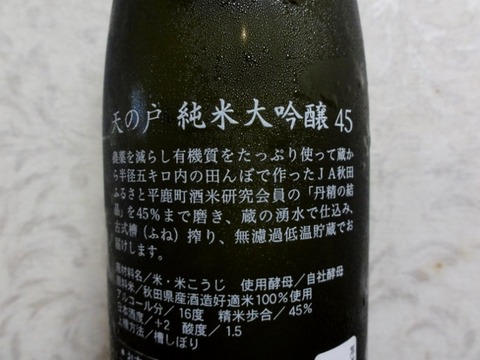 天の戸 純米大吟醸 45
農薬を減らし有機質をたっぷり使って蔵か
ら半径五キロ内の田んぼで作ったJA秋田
ふるさと平鹿町酒米研究会員の「丹精の結
晶」を45%まで磨き、蔵の湧水で仕込み、
古式槽(ふね)搾り、無濾過低温貯蔵でお
届けします。
原材料名／米・米こうじ 使用酵母／自社酵母
原料米／秋田県産酒造好適米100%使用
アルコール分／16度 精米歩合／45%
日本酒度／+2 酸度／1.5
上槽方法／槽しぼり